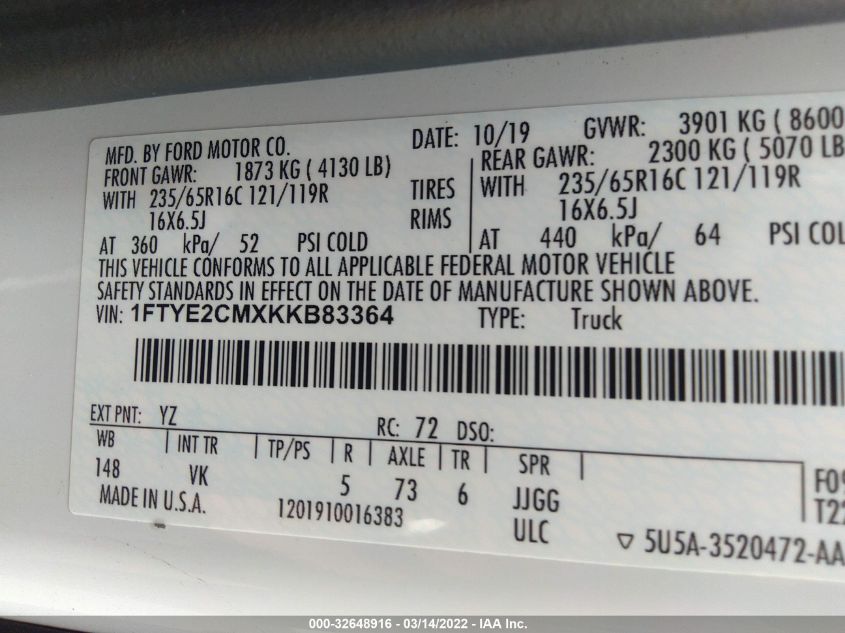 MFD. BY FORD MOTOR CO.
DATE: 10/19 GVWR: 3901 KG ( 8600
FRONT GAWR: 1873 KG ( 4130 LB)
REAR GAWR: 2300 KG ( 5070 LB
WITH 235/65R16C 121/119R TIRES WITH 235/65R16C 121/119R
16X6.5J RIMS 16X6.5J
AT 360 kPa/ 52 PSI COLD AT 440 kPa/ 64 PSI COL
THIS VEHICLE CONFORMS TO ALL APPLICABLE FEDERAL MOTOR VEHICLE
SAFETY STANDARDS IN EFFECT ON THE DATE OF MANUFACTURE SHOWN ABOVE.
VIN: 1FTYE2CMXKKB83364 TYPE: Truck
EXT PNT: YZ RC: 72 DSO:
WB INT TR TP/PS R AXLE TR SPR
148 VK 5 73 6 JJGG F09
MADE IN U.S.A. 1201910016383 ULC T22
▽ 5U5A-3520472-AA
000-32648916 - 03/14/2022 - IAA Inc.